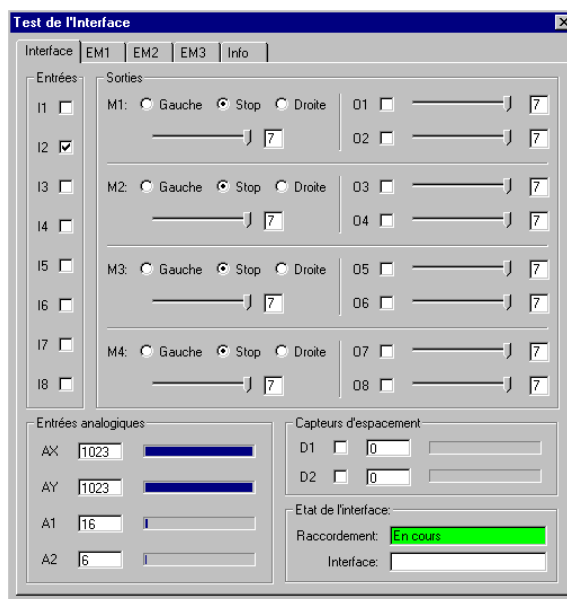 Test de l'Interface
Interface EM1 EM2 EM3 Info
Entrées
I1
I2
I3
I4
I5
I6
I7
I8
Sorties
M1: Gauche Stop Droite
7
O1 7
O2 7
M2: Gauche Stop Droite
7
O3 7
O4 7
M3: Gauche Stop Droite
7
O5 7
O6 7
M4: Gauche Stop Droite
7
O7 7
O8 7
Entrées analogiques
AX 1023
AY 1023
A1 16
A2 6
Capteurs d'espacement
D1 0
D2 0
Etat de l'interface:
Raccordement: En cours
Interface: